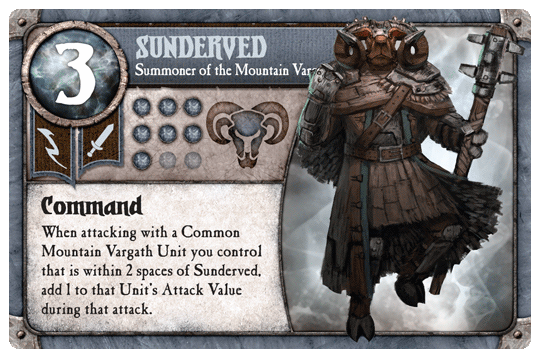 3
SUNDERVED
Summoner of the Mountain
Command
When attacking with a Common
Mountain Vargath Unit you control
that is within 2 spaces of Sunderved,
add 1 to that Unit's Attack Value
during that attack.